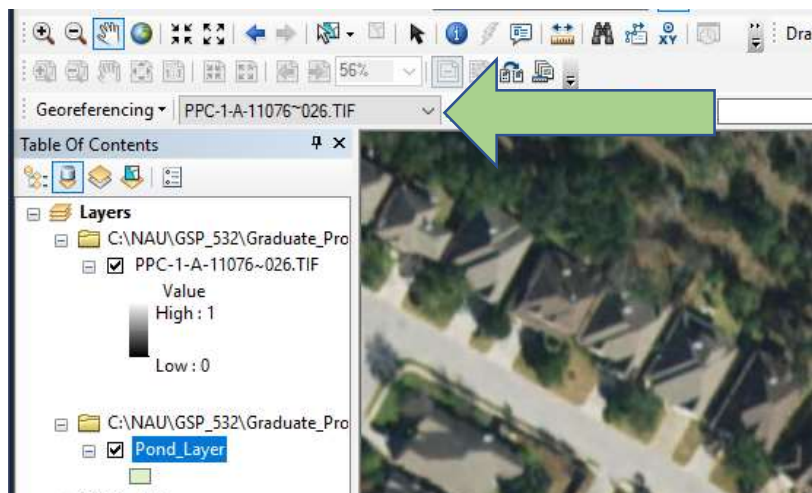 XY
Dra
56%
Georeferencing
PPC-1-A-11076~026.TIF
Table Of Contents
Layers
C:\NAU\GSP_532\Graduate_Pro
PPC-1-A-11076~026.TIF
Value
High : 1
Low : 0
C:\NAU\GSP_532\Graduate_Pro
Pond_Layer